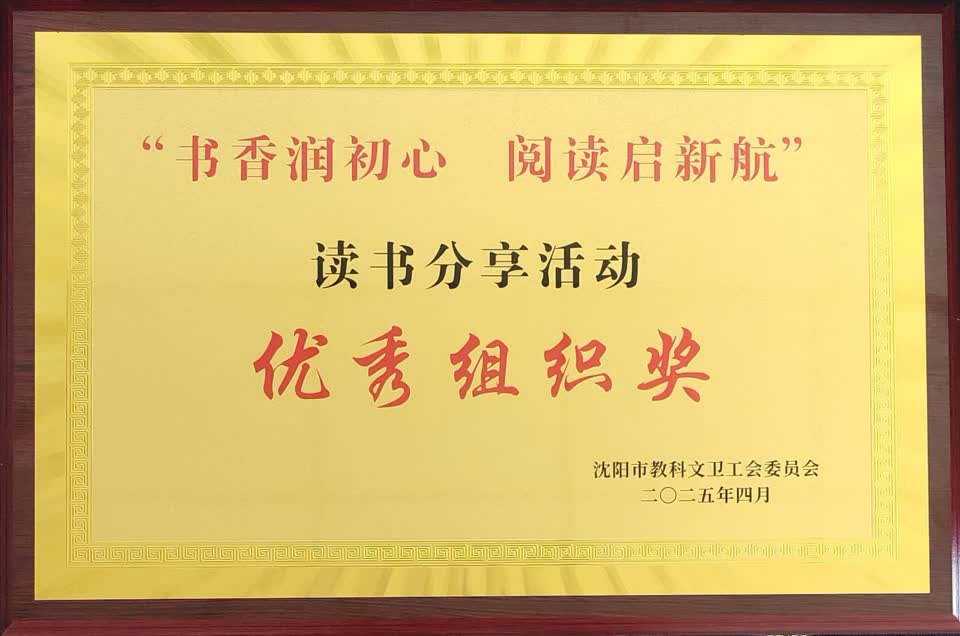 “书香润初心 阅读启新航”
读书分享活动
优秀组织奖
沈阳市教科文卫工会委员会
二〇二五年四月